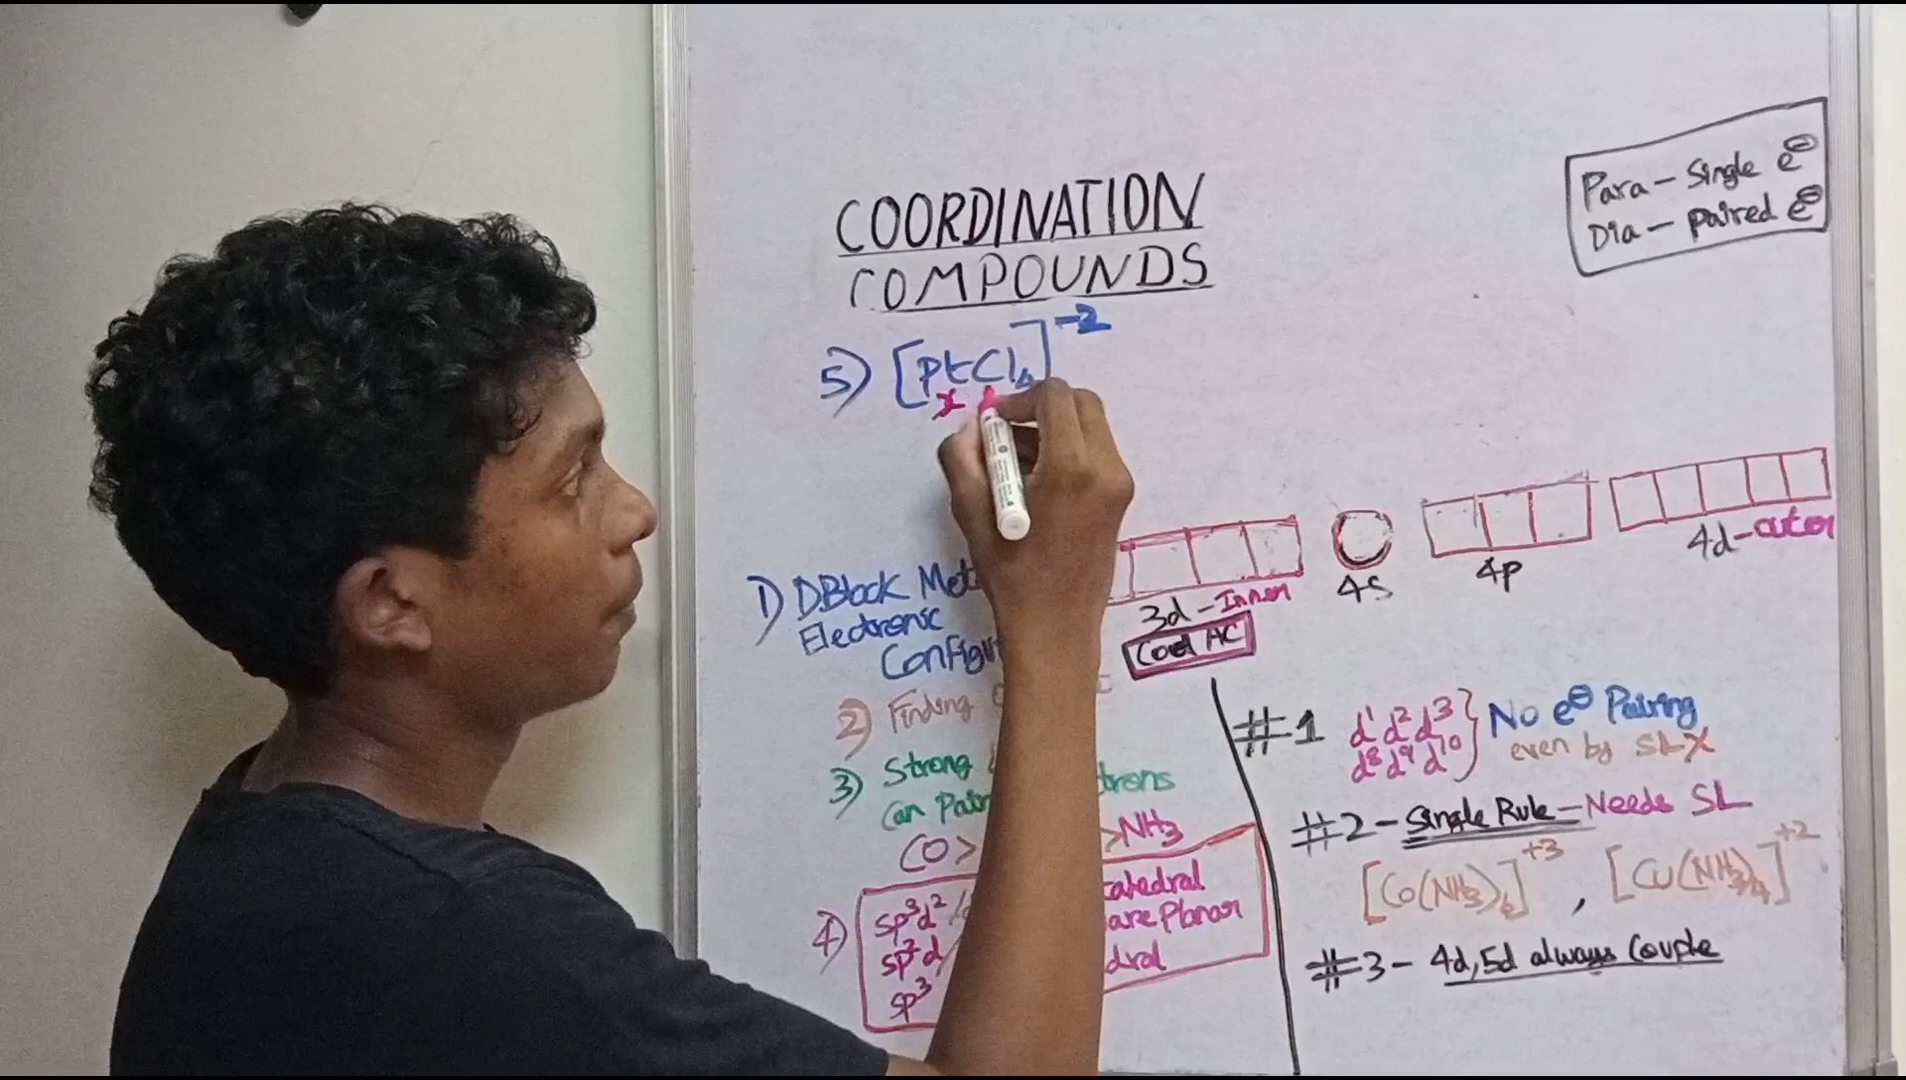 COORDINATION
COMPOUNDS
Para - Single e⊖
Dia - paired e⊖
5) [PtCl4]-2
x
3d - Inner
4s
4p
4d - outer
Cool AC
1) DBlock Met
Electronic
Configu
2) Finding
3) Strong trons
Can Pair
CO> >NH3
4) sp3d2 / tahedral
sp2d are Planar
sp3 dral
#1 d1 d2 d3 } No e⊖ Pairing
d8 d9 d10 even by SL X
#2 - Single Rule - Needs SL
[Co(NH3)6]+3 , [Cu(NH3)4]+2
#3 - 4d, 5d always Couple